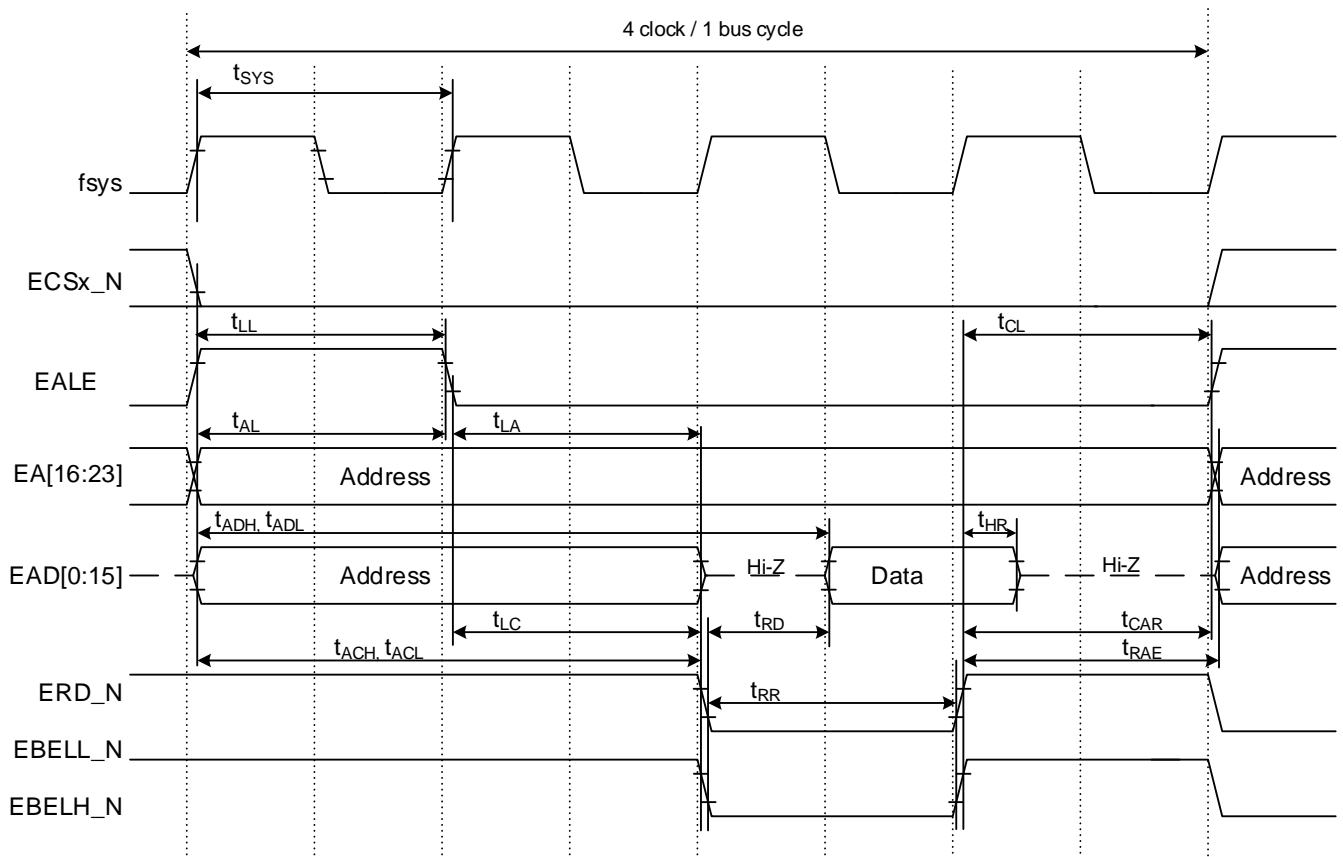 4 clock / 1 bus cycle
tSYS
fsys
ECSx_N
tLL
tCL
EALE
tAL
tLA
EA[16:23]
Address
Address
tADH, tADL
tHR
EAD[0:15]
Address
Hi-Z
Data
Hi-Z
Address
tLC
tRD
tCAR
tACH, tACL
tRAE
ERD_N
tRR
EBELL_N
EBELH_N